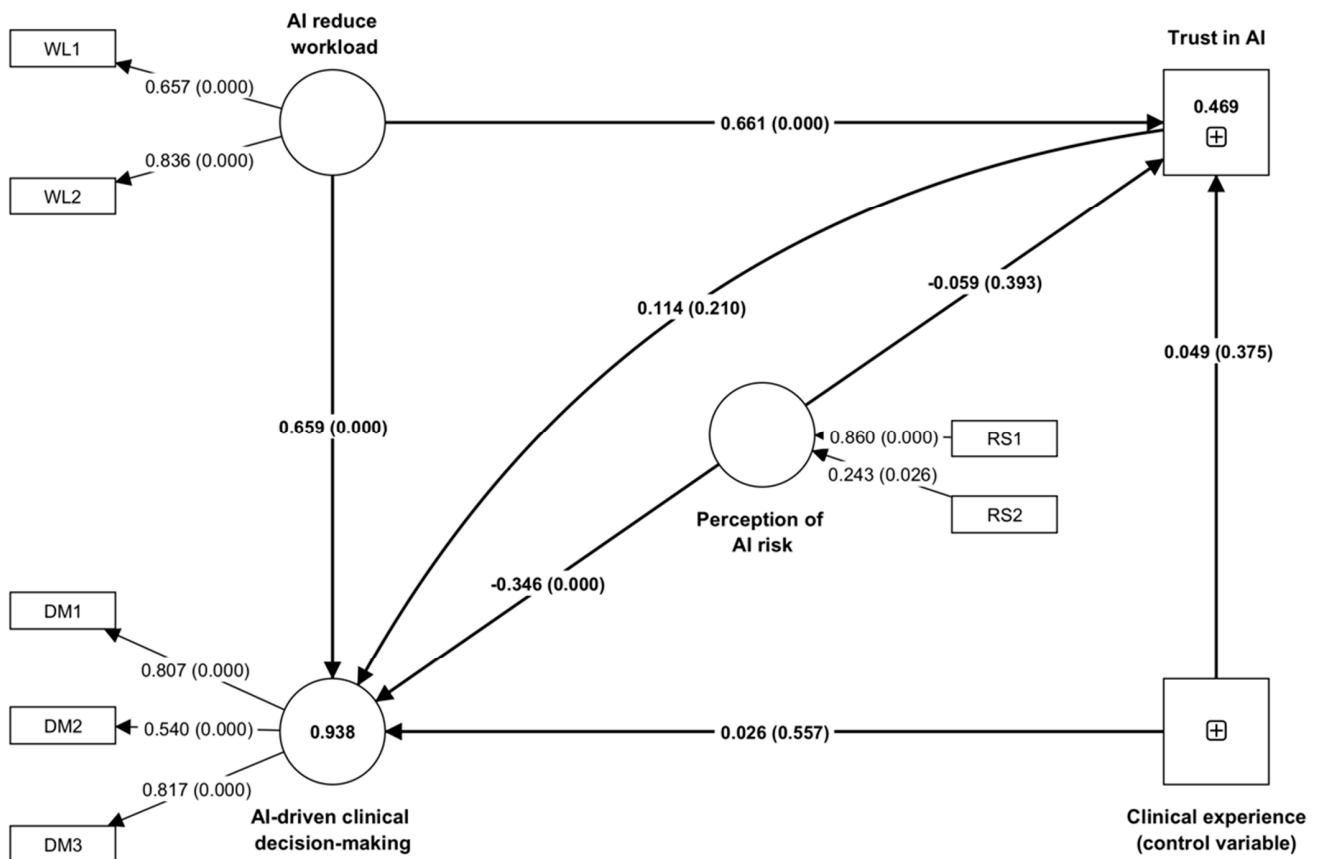 AI reduce
workload
Trust in AI
WL1
0.657 (0.000)
0.469
0.661 (0.000)
0.836 (0.000)
WL2
-0.059 (0.393)
0.114 (0.210)
0.049 (0.375)
0.659 (0.000)
0.860 (0.000)
RS1
0.243 (0.026)
RS2
Perception of
AI risk
-0.346 (0.000)
DM1
0.807 (0.000)
DM2
0.540 (0.000)
0.938
0.026 (0.557)
0.817 (0.000)
DM3
AI-driven clinical
decision-making
Clinical experience
(control variable)